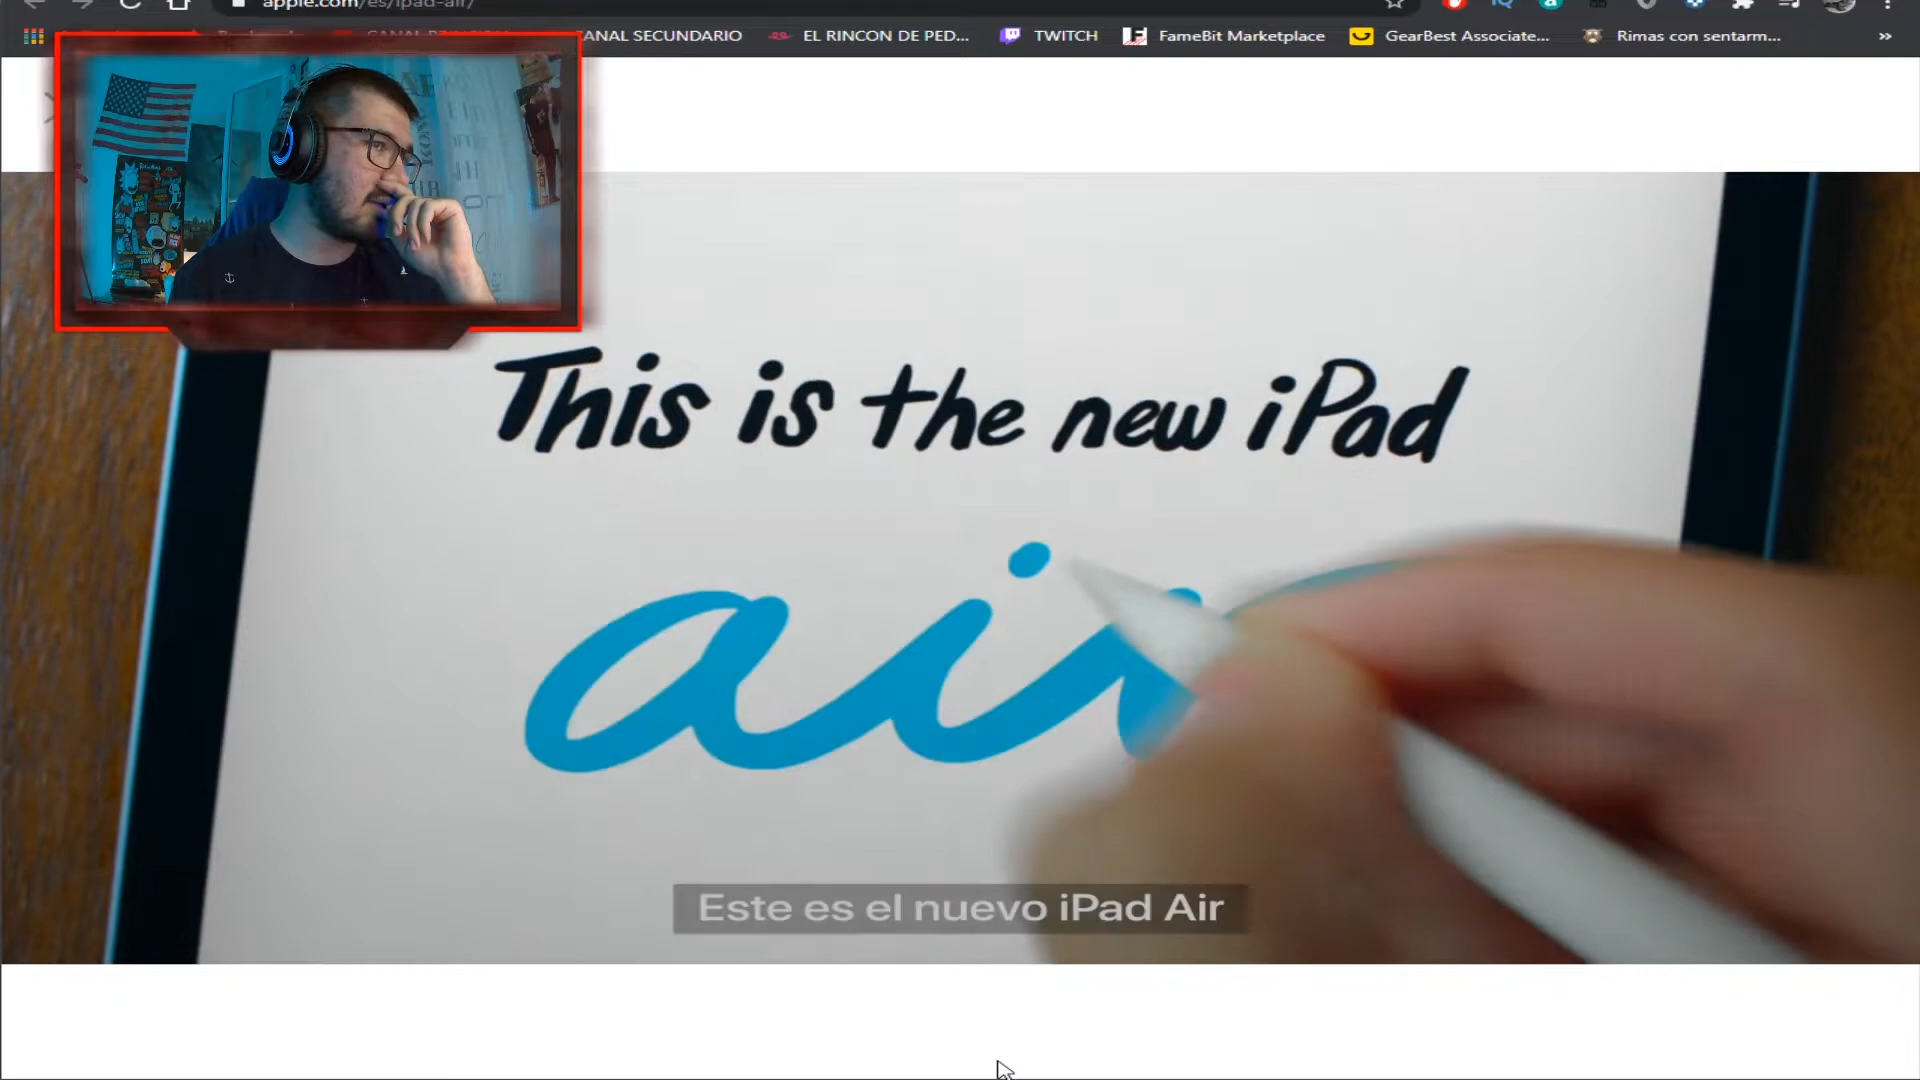 apple.com/es/ipad-air/
CANAL SECUNDARIO
EL RINCON DE PED...
TWITCH
FameBit Marketplace
GearBest Associate...
Rimas con sentarm...
»
This is the new iPad
air
Este es el nuevo iPad Air